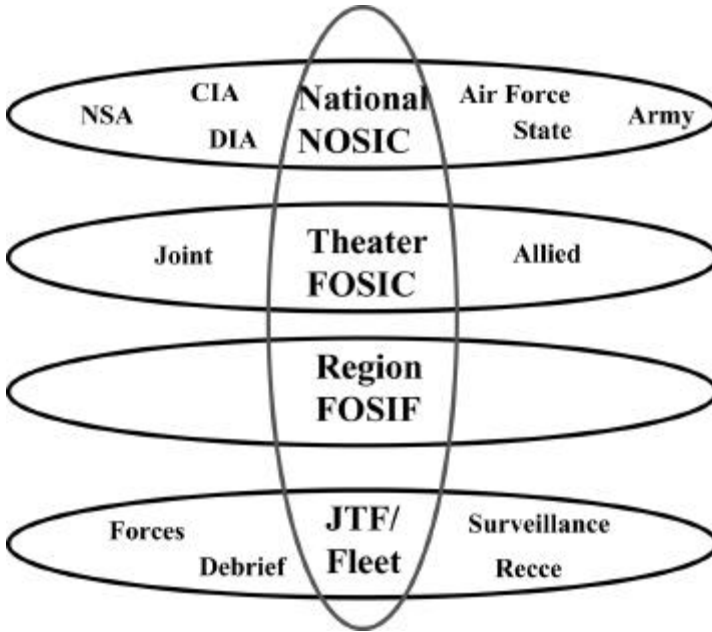 NSA
CIA
DIA
National
NOSIC
Air Force
State
Army
Joint
Theater
FOSIC
Allied
Region
FOSIF
Forces
Debrief
JTF/
Fleet
Surveillance
Recce